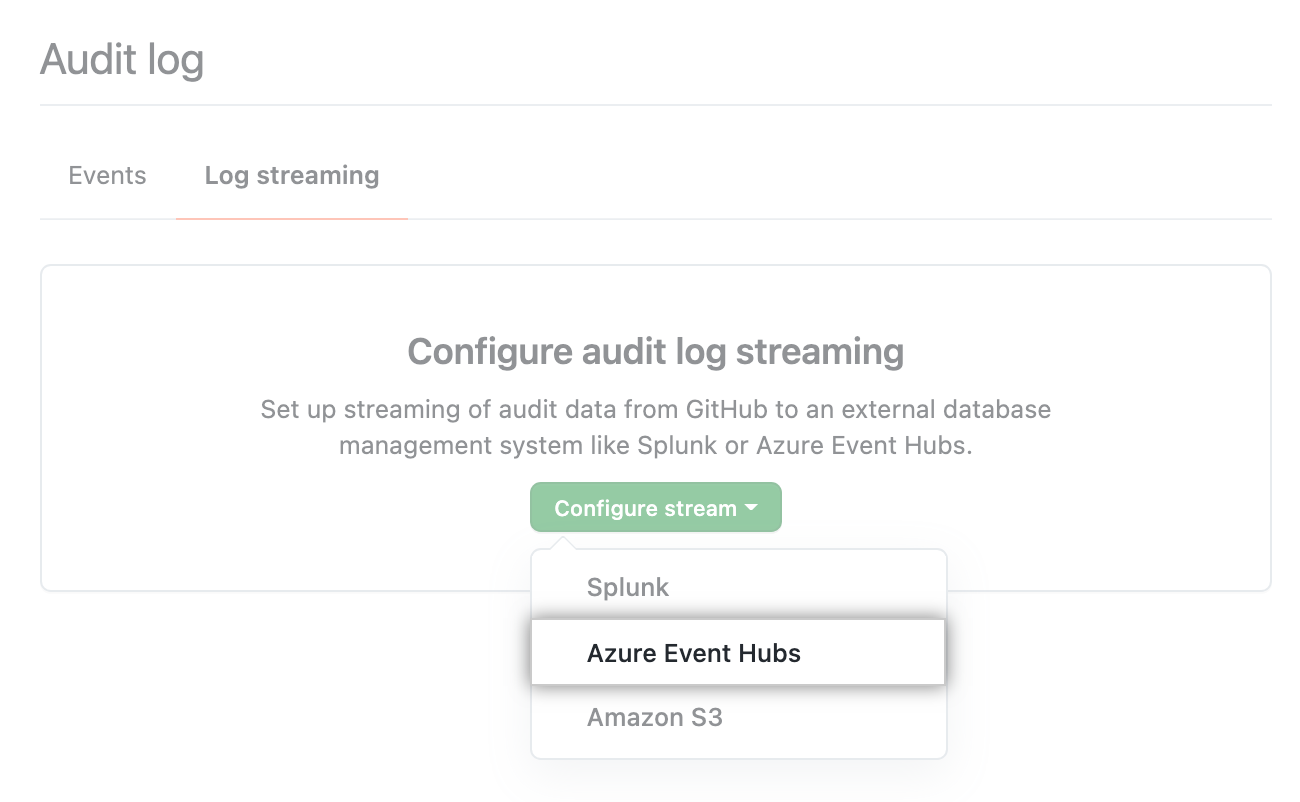 Audit log
Events
Log streaming
Configure audit log streaming
Set up streaming of audit data from GitHub to an external database
management system like Splunk or Azure Event Hubs.
Configure stream
Splunk
Azure Event Hubs
Amazon S3